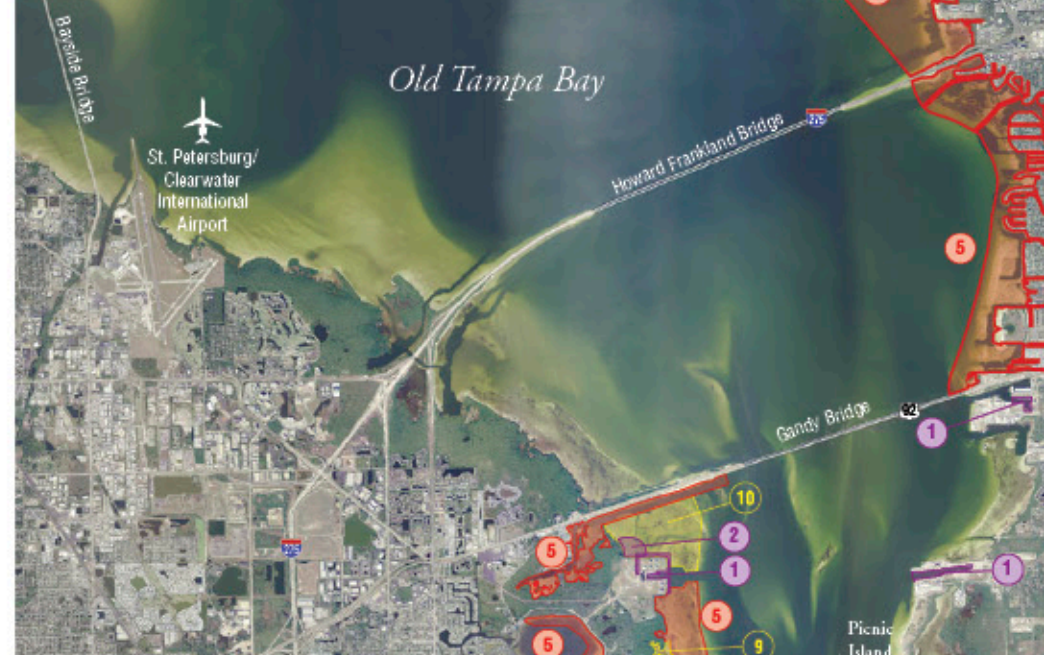 Bayside Bridge
Old Tampa Bay
St. Petersburg/
Clearwater
International
Airport
Howard Frankland Bridge
275
5
Gandy Bridge
92
1
10
5
2
1
1
5
Picnic
Island
5
9